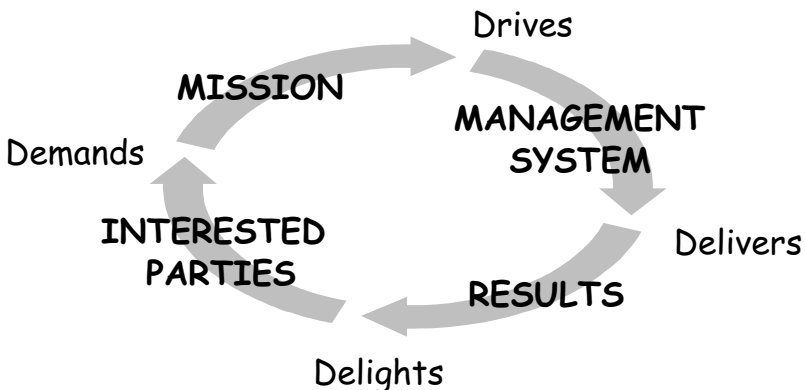 Drives
MISSION
MANAGEMENT
SYSTEM
Demands
Delivers
INTERESTED
PARTIES
RESULTS
Delights